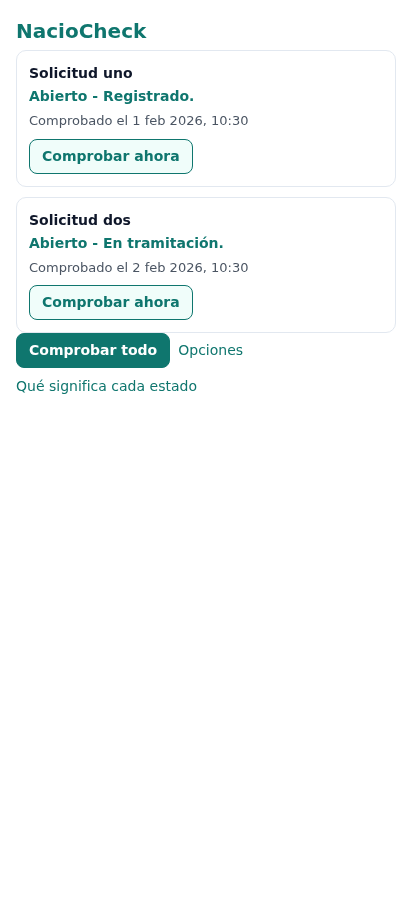 NacioCheck
Solicitud uno
Abierto - Registrado.
Comprobado el 1 feb 2026, 10:30
Comprobar ahora
Solicitud dos
Abierto - En tramitación.
Comprobado el 2 feb 2026, 10:30
Comprobar ahora
Comprobar todo Opciones
Qué significa cada estado